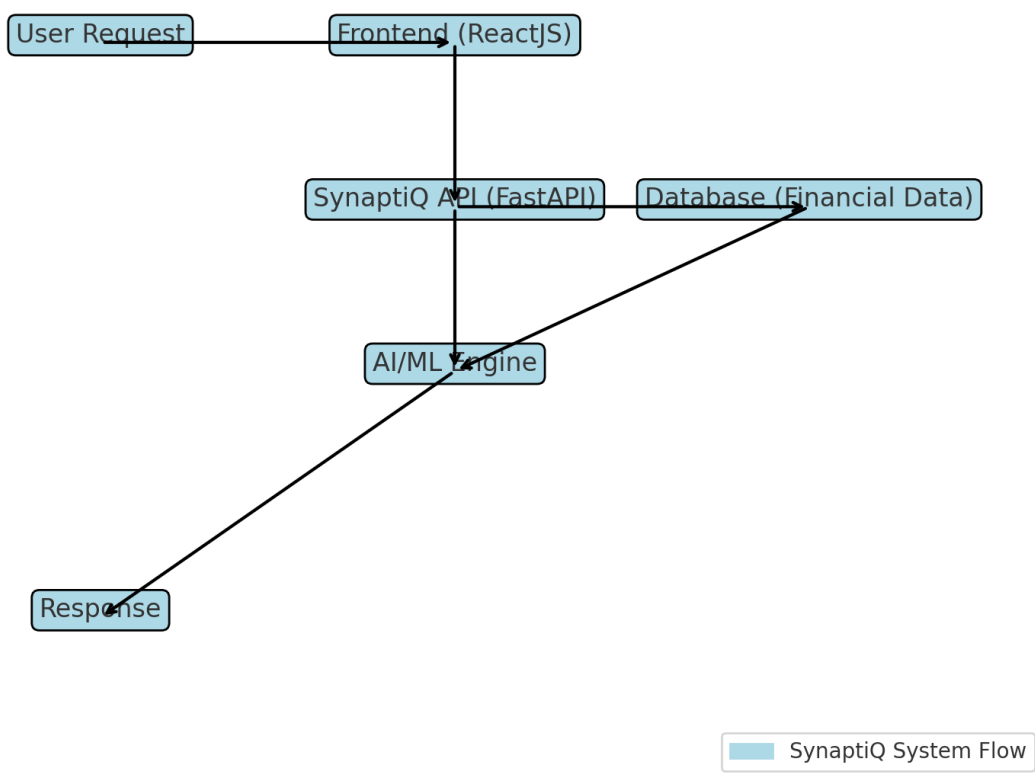 User Request
Frontend (ReactJS)
SynaptiQ API (FastAPI)
Database (Financial Data)
AI/ML Engine
Response
SynaptiQ System Flow